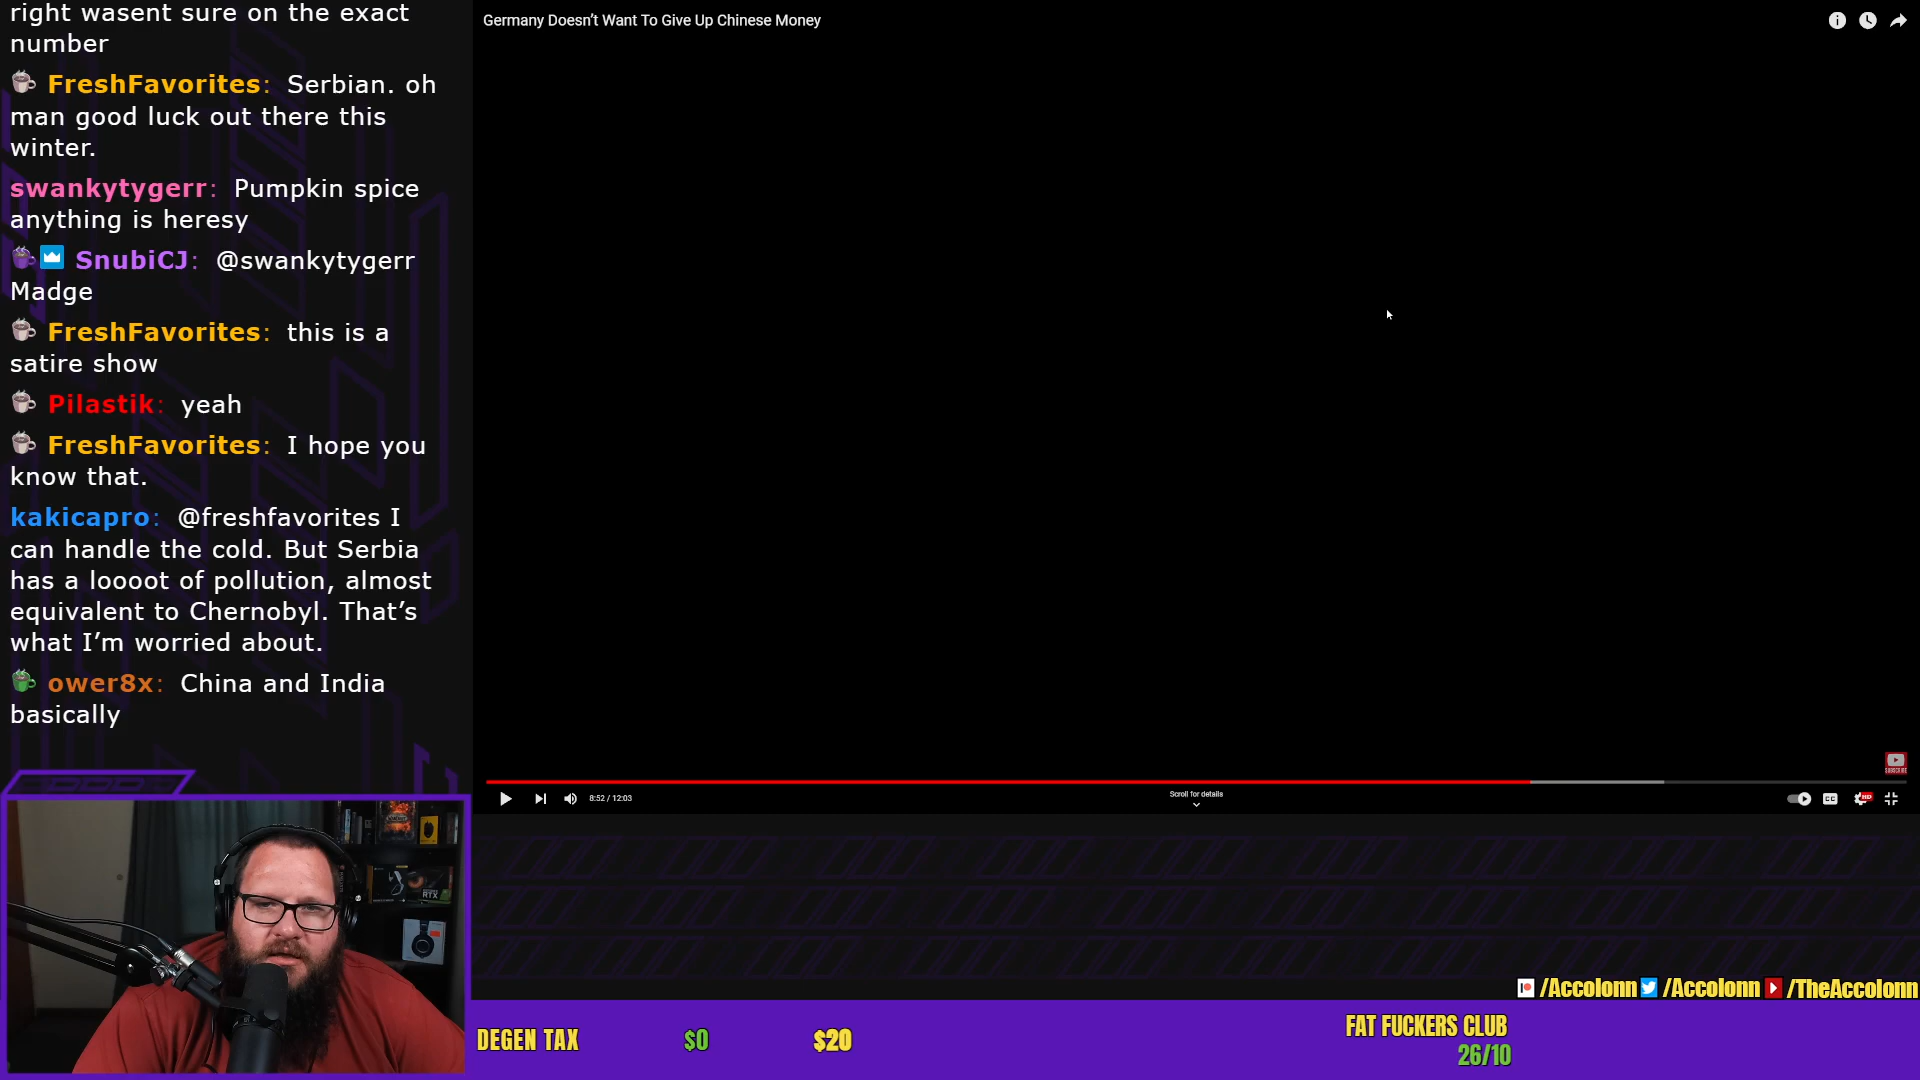 right wasent sure on the exact
number
FreshFavorites: Serbian. oh
man good luck out there this
winter.
swankytygerr: Pumpkin spice
anything is heresy
SnubiCJ: @swankytygerr
Madge
FreshFavorites: this is a
satire show
Pilastik: yeah
FreshFavorites: I hope you
know that.
kakicapro: @freshfavorites I
can handle the cold. But Serbia
has a loooot of pollution, almost
equivalent to Chernobyl. That’s
what I’m worried about.
ower8x: China and India
basically
Germany Doesn’t Want To Give Up Chinese Money
SUBSCRIBE
8:52 / 12:03
Scroll for details
CC
HD
RTX
/Accolonn /Accolonn /TheAccolonn
DEGEN TAX $0 $20
FAT FUCKERS CLUB
26/10